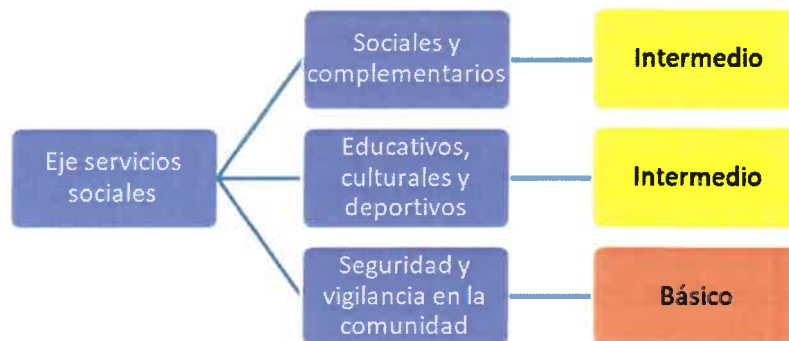 Eje servicios
sociales
Sociales y
complementarios
Intermedio
Educativos,
culturales y
deportivos
Intermedio
Seguridad y
vigilancia en la
comunidad
Básico